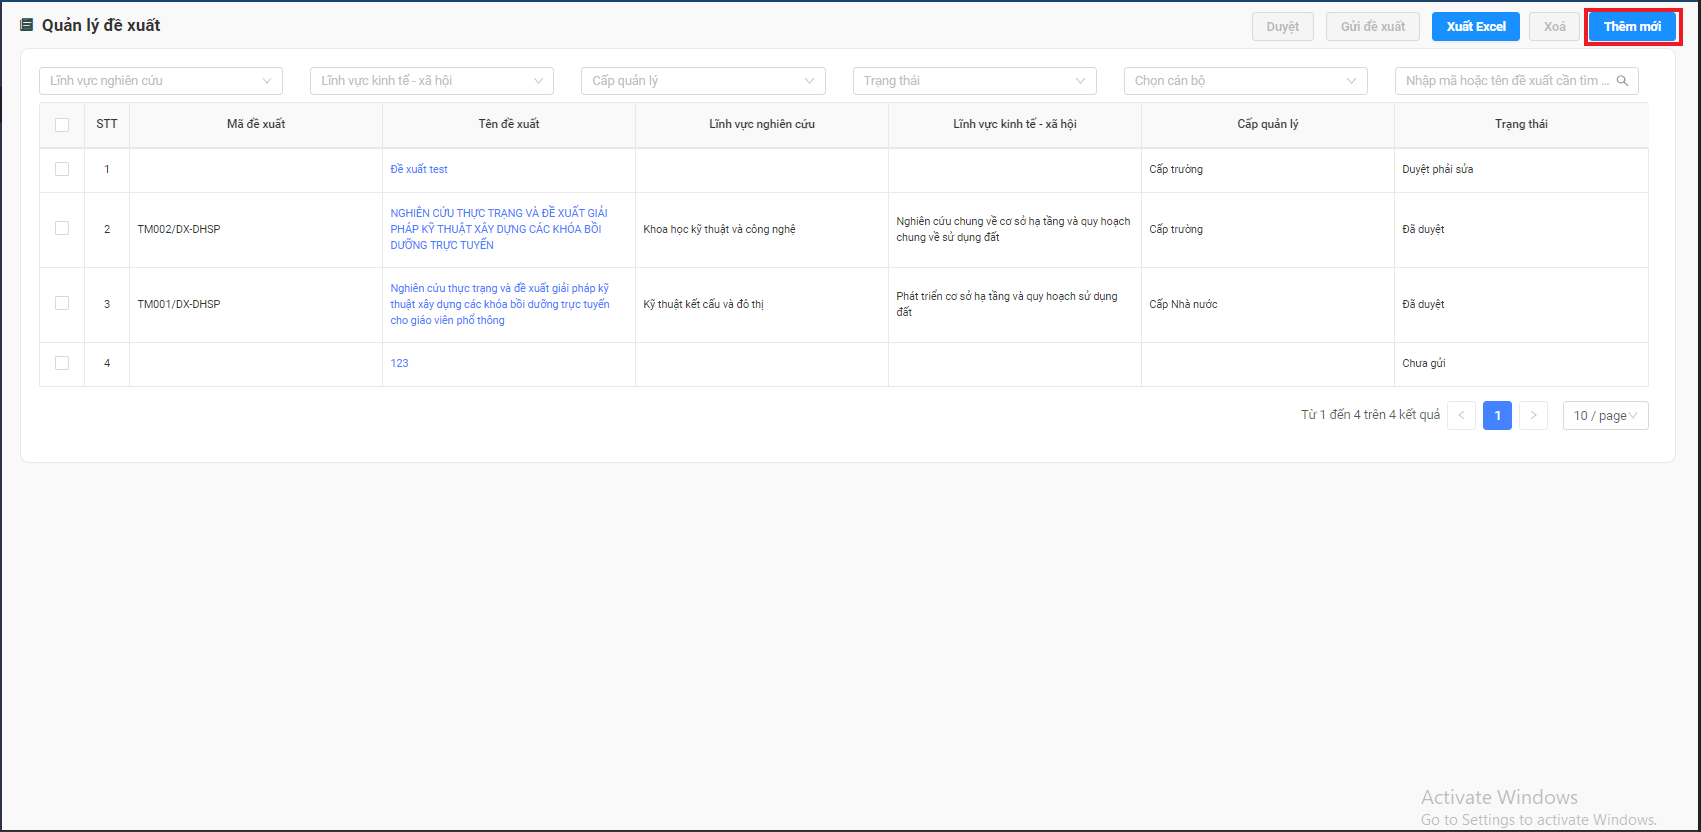 Quản lý đề xuất
Duyệt
Gửi đề xuất
Xuất Excel
Xoá
Thêm mới
Lĩnh vực nghiên cứu
Lĩnh vực kinh tế - xã hội
Cấp quản lý
Trạng thái
Chọn cán bộ
Nhập mã hoặc tên đề xuất cần tìm ...
STT
Mã đề xuất
Tên đề xuất
Lĩnh vực nghiên cứu
Lĩnh vực kinh tế - xã hội
Cấp quản lý
Trạng thái
1
Đề xuất test
Cấp trường
Duyệt phải sửa
2
TM002/DX-DHSP
NGHIÊN CỨU THỰC TRẠNG VÀ ĐỀ XUẤT GIẢI
PHÁP KỸ THUẬT XÂY DỰNG CÁC KHÓA BỒI
DƯỠNG TRỰC TUYẾN
Khoa học kỹ thuật và công nghệ
Nghiên cứu chung về cơ sở hạ tầng và quy hoạch
chung về sử dụng đất
Cấp trường
Đã duyệt
3
TM001/DX-DHSP
Nghiên cứu thực trạng và đề xuất giải pháp kỹ
thuật xây dựng các khóa bồi dưỡng trực tuyến
cho giáo viên phổ thông
Kỹ thuật kết cấu và đô thị
Phát triển cơ sở hạ tầng và quy hoạch sử dụng
đất
Cấp Nhà nước
Đã duyệt
4
123
Chưa gửi
Từ 1 đến 4 trên 4 kết quả
<
1
>
10 / page
Activate Windows
Go to Settings to activate Windows.